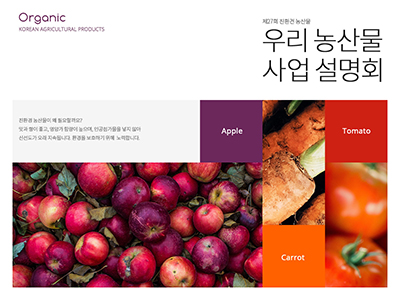 Organic
KOREAN AGRICULTURAL PRODUCTS
제27회 친환경 농산물
우리 농산물
사업 설명회
친환경 농산물이 왜 필요할까요?
맛과 향이 좋고, 영양가 함량이 높으며, 인공첨가물을 넣지 않아
신선도가 오래 지속됩니다. 환경을 보호하기 위해 노력합니다.
Apple
Tomato
Carrot